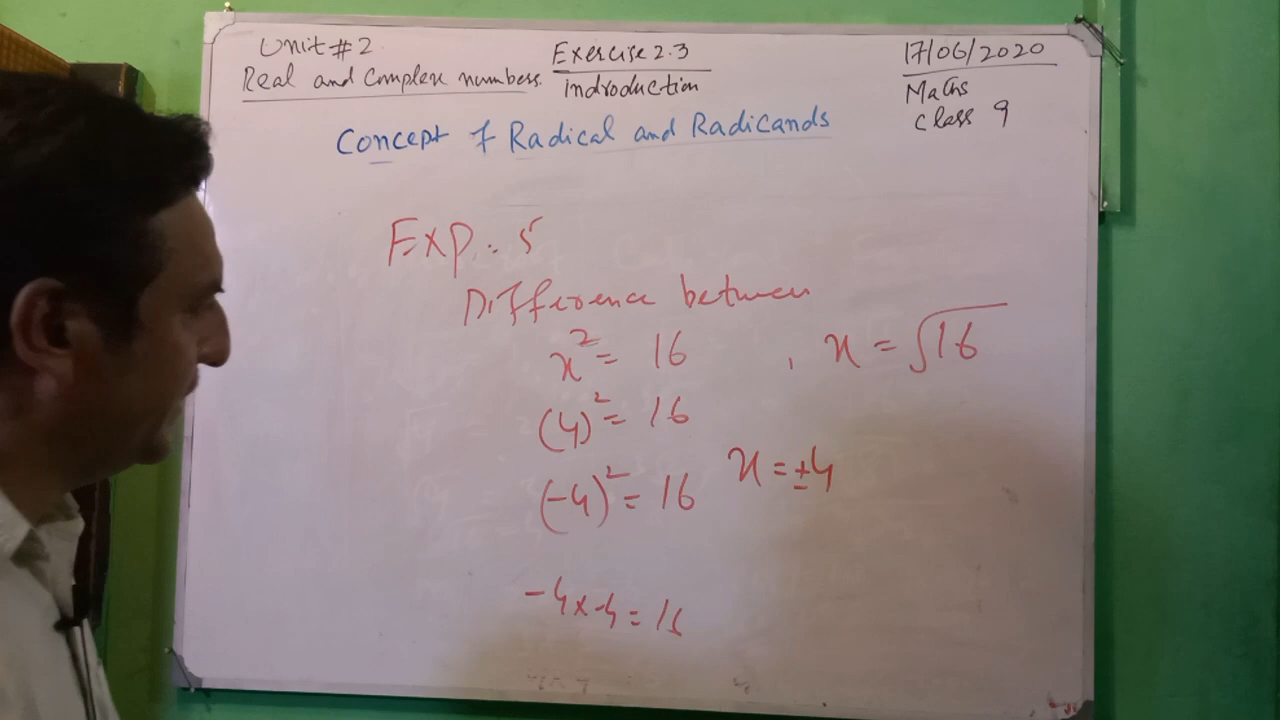 Unit # 2
Real and Complex numbers.
Exercise 2.3
indroduction
17/06/2020
Maths
class 9
Concept of Radical and Radicands
Exp: 5
Difference between
x² = 16 , x = √16
(4)² = 16
(-4)² = 16 x = ±4
-4 x -4 = 16